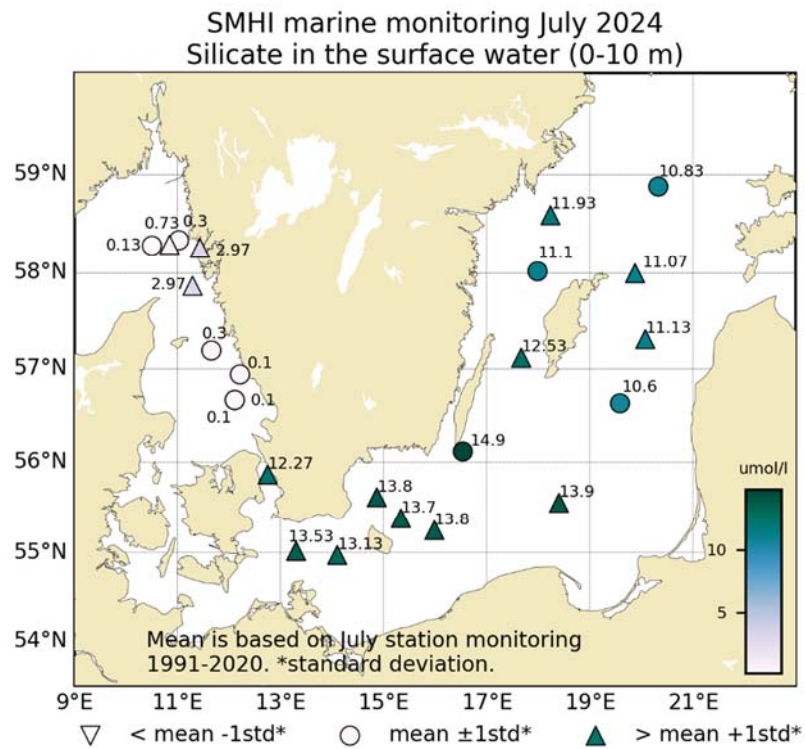 SMHI marine monitoring July 2024
Silicate in the surface water (0-10 m)
59°N
58°N
57°N
56°N
55°N
54°N
10.83
11.93
0.73
0.3
0.13
2.97
11.1
11.07
2.97
0.3
11.13
12.53
0.1
10.6
0.1
0.1
14.9
12.27
13.8
13.7
13.8
13.9
13.53
13.13
umol/l
10
5
Mean is based on July station monitoring
1991-2020. *standard deviation.
9°E 11°E 13°E 15°E 17°E 19°E 21°E
< mean -1std* mean ±1std* > mean +1std*